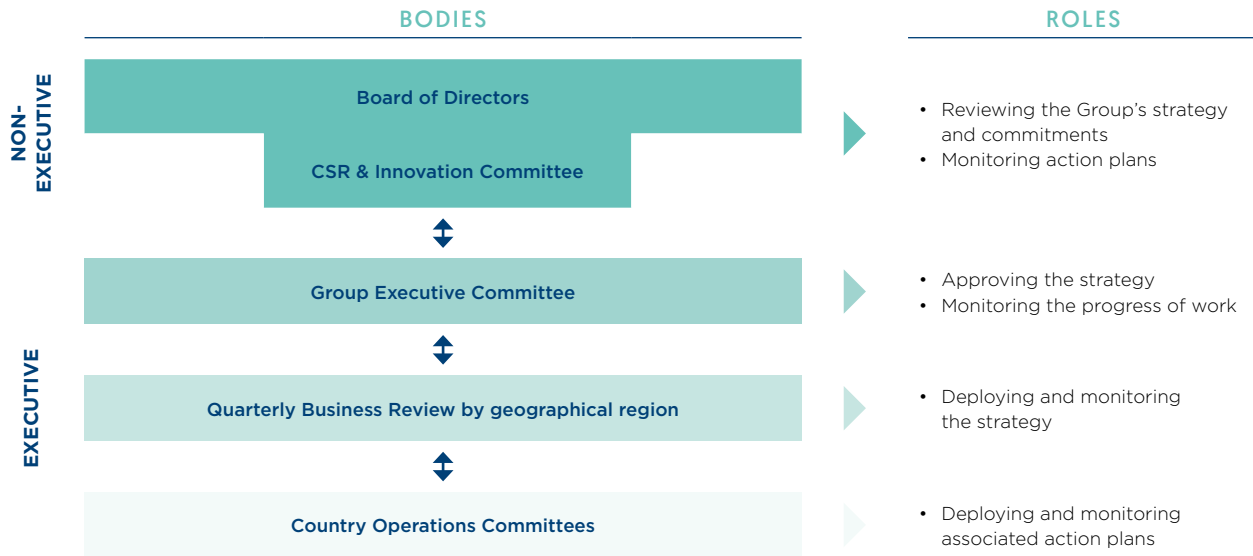 BODIES
ROLES
NON-
EXECUTIVE
Board of Directors
CSR & Innovation Committee
• Reviewing the Group’s strategy
and commitments
• Monitoring action plans
EXECUTIVE
Group Executive Committee
• Approving the strategy
• Monitoring the progress of work
Quarterly Business Review by geographical region
• Deploying and monitoring
the strategy
Country Operations Committees
• Deploying and monitoring
associated action plans